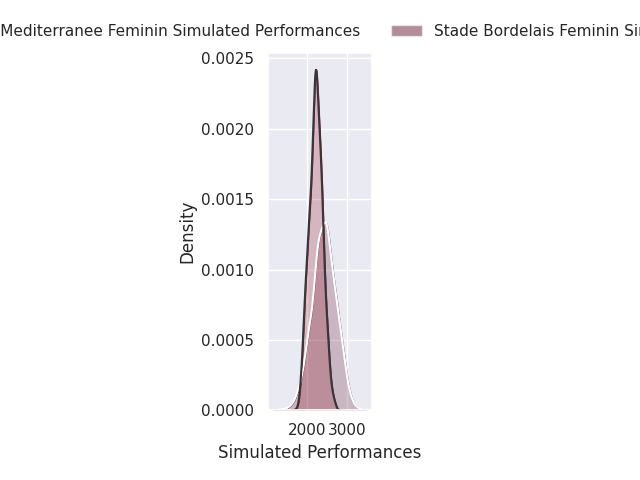 Mediterranee Feminin Simulated Performances
Stade Bordelais Feminin
0.0025
0.0020
0.0015
0.0010
0.0005
0.0000
Density
2000 3000
Simulated Performances